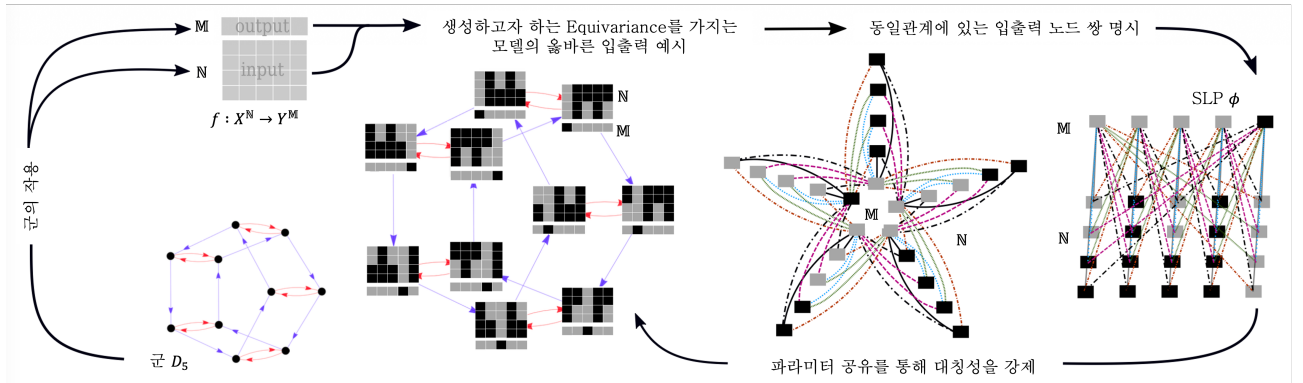 𝕄
output
ℕ
input
f : X^ℕ → Y^𝕄
생성하고자 하는 Equivariance를 가지는
모델의 옳바른 입출력 예시
동일관계에 있는 입출력 노드 쌍 명시
SLP ϕ
ℕ
𝕄
𝕄
ℕ
𝕄
ℕ
군의 작용
군 D₅
파라미터 공유를 통해 대칭성을 강제